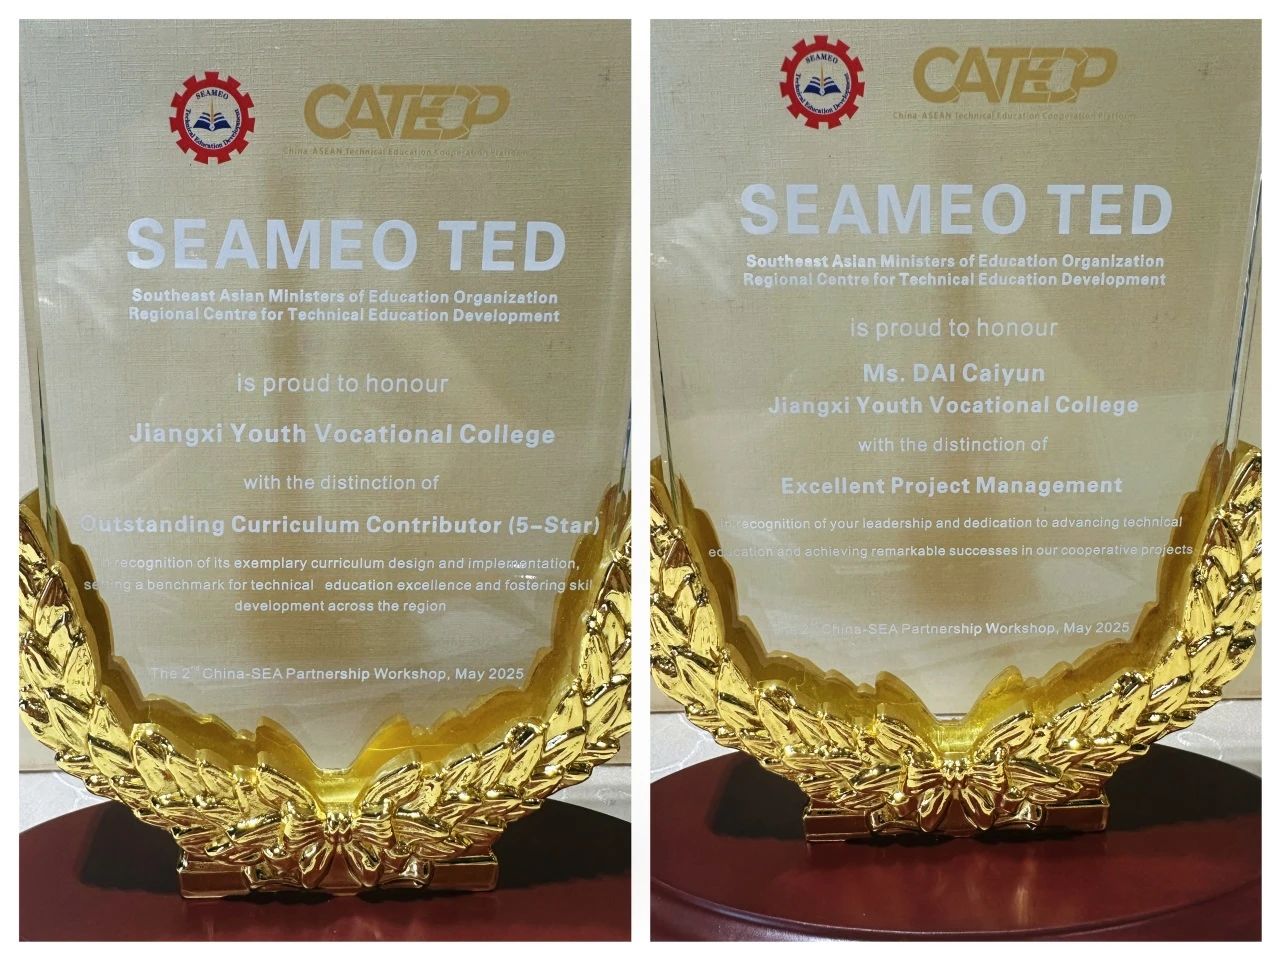 SEAMEO
Technical Education Development
CATECP
China-ASEAN Technical Education Cooperation Platform
SEAMEO TED
Southeast Asian Ministers of Education Organization
Regional Centre for Technical Education Development
is proud to honour
Jiangxi Youth Vocational College
with the distinction of
Outstanding Curriculum Contributor (5-Star)
In recognition of its exemplary curriculum design and implementation,
setting a benchmark for technical education excellence and fostering skill
development across the region
The 2nd China-SEA Partnership Workshop, May 2025
SEAMEO
Technical Education Development
CATECP
China-ASEAN Technical Education Cooperation Platform
SEAMEO TED
Southeast Asian Ministers of Education Organization
Regional Centre for Technical Education Development
is proud to honour
Ms. DAI Caiyun
Jiangxi Youth Vocational College
with the distinction of
Excellent Project Management
In recognition of your leadership and dedication to advancing technical
education and achieving remarkable successes in our cooperative projects
The 2nd China-SEA Partnership Workshop, May 2025